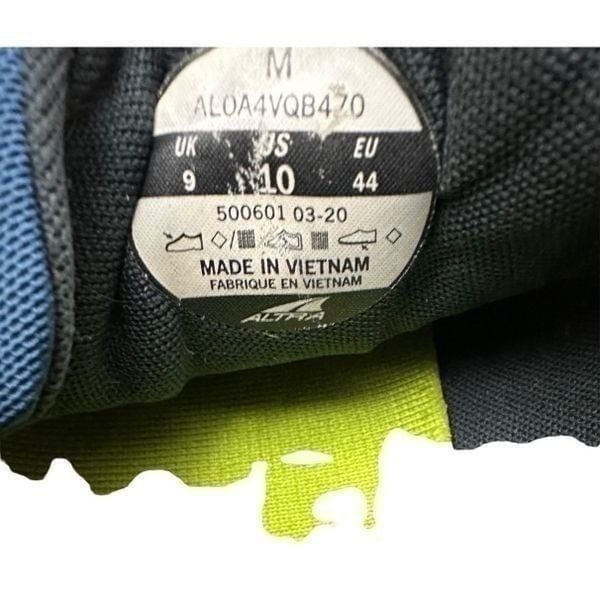 M
AL0A4VQB470
UK US EU
9 10 44
500601 03-20
MADE IN VIETNAM
FABRIQUE EN VIETNAM
ALTRA